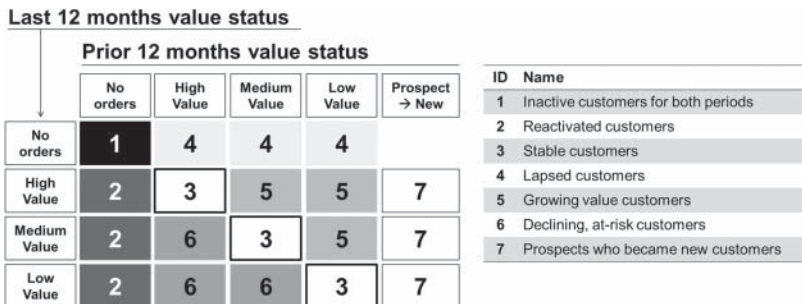 Last 12 months value status
Prior 12 months value status
No orders High Value Medium Value Low Value Prospect → New
No orders 1 4 4 4
High Value 2 3 5 5 7
Medium Value 2 6 3 5 7
Low Value 2 6 6 3 7
ID Name
1 Inactive customers for both periods
2 Reactivated customers
3 Stable customers
4 Lapsed customers
5 Growing value customers
6 Declining, at-risk customers
7 Prospects who became new customers